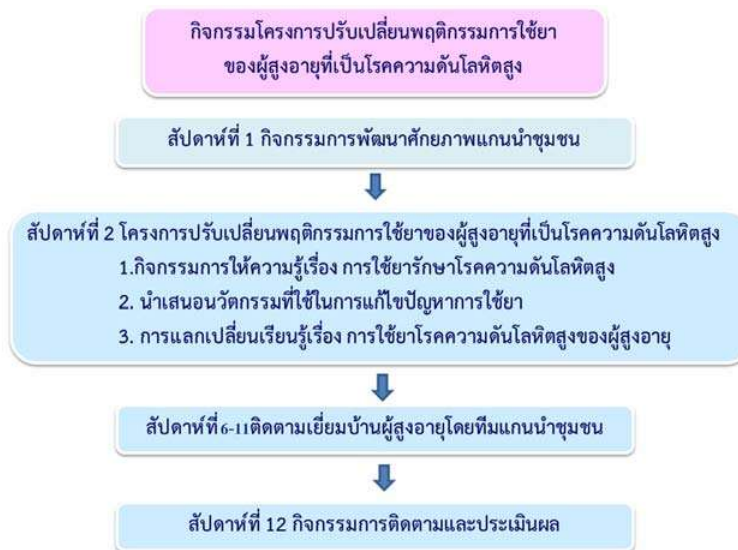 กิจกรรมโครงการปรับเปลี่ยนพฤติกรรมการใช้ยา
ของผู้สูงอายุที่เป็นโรคความดันโลหิตสูง
สัปดาห์ที่ 1 กิจกรรมการพัฒนาศักยภาพแกนนำชุมชน
สัปดาห์ที่ 2 โครงการปรับเปลี่ยนพฤติกรรมการใช้ยาของผู้สูงอายุที่เป็นโรคความดันโลหิตสูง
1.กิจกรรมการให้ความรู้เรื่อง การใช้ยารักษาโรคความดันโลหิตสูง
2. นำเสนอนวัตกรรมที่ใช้ในการแก้ไขปัญหาการใช้ยา
3. การแลกเปลี่ยนเรียนรู้เรื่อง การใช้ยาโรคความดันโลหิตสูงของผู้สูงอายุ
สัปดาห์ที่ 6-11ติดตามเยี่ยมบ้านผู้สูงอายุโดยทีมแกนนำชุมชน
สัปดาห์ที่ 12 กิจกรรมการติดตามและประเมินผล